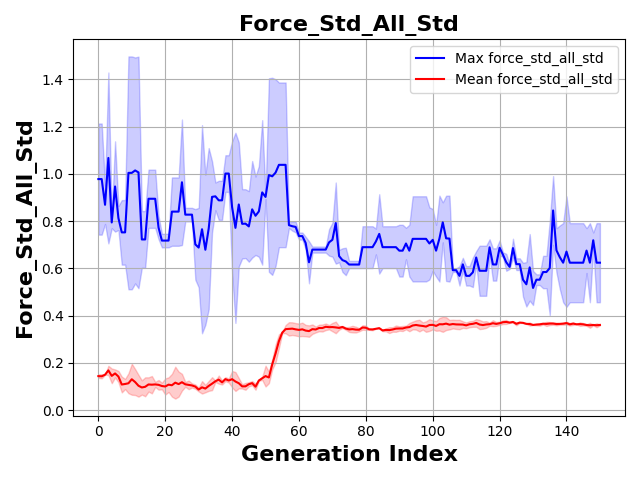 Force_Std_All_Std
Max force_std_all_std
Mean force_std_all_std
Force_Std_All_Std
1.4
1.2
1.0
0.8
0.6
0.4
0.2
0.0
0 20 40 60 80 100 120 140
Generation Index